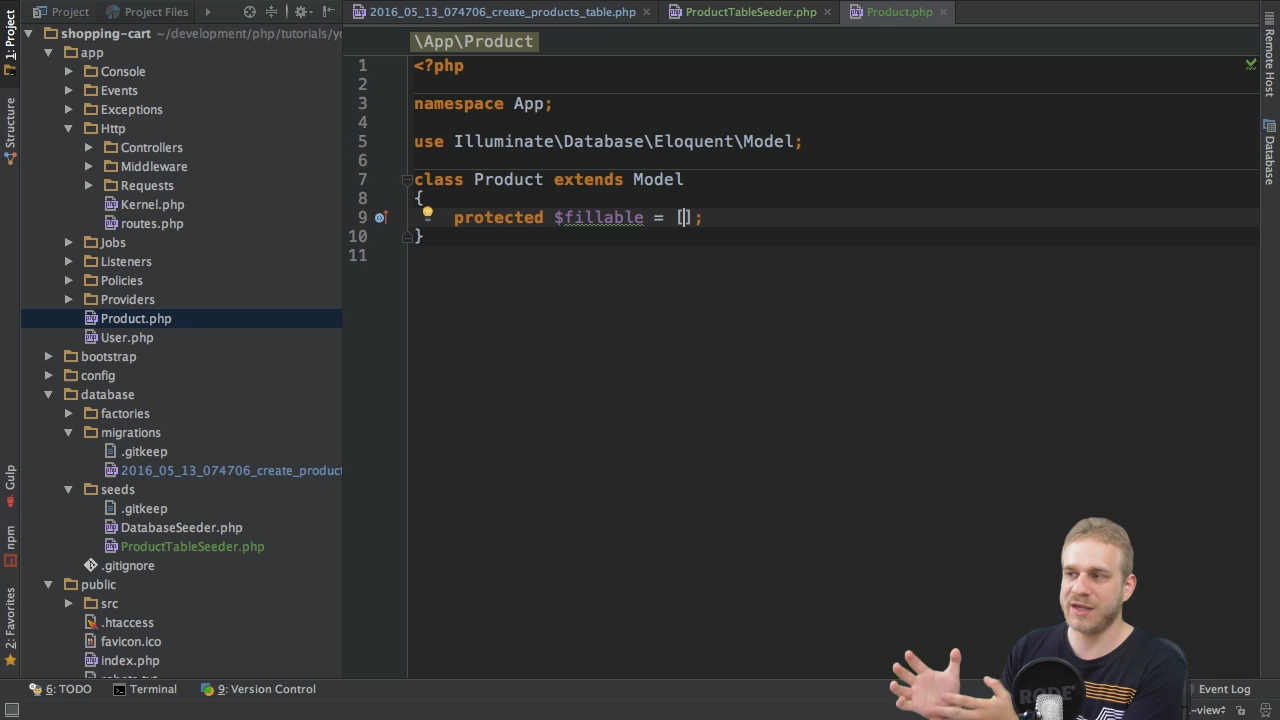 Project
Project Files
2016_05_13_074706_create_products_table.php
ProductTableSeeder.php
Product.php
1: Project
Structure
Gulp
npm
2: Favorites
shopping-cart ~/development/php/tutorials/yo
app
Console
Events
Exceptions
Http
Controllers
Middleware
Requests
Kernel.php
routes.php
Jobs
Listeners
Policies
Providers
Product.php
User.php
bootstrap
config
database
factories
migrations
.gitkeep
2016_05_13_074706_create_product
seeds
.gitkeep
DatabaseSeeder.php
ProductTableSeeder.php
.gitignore
public
src
.htaccess
favicon.ico
index.php
\App\Product
1 <?php
2
3 namespace App;
4
5 use Illuminate\Database\Eloquent\Model;
6
7 class Product extends Model
8 {
9 protected $fillable = [];
10 }
11
Remote Host
Database
RODE
6: TODO
Terminal
9: Version Control
Event Log
-view